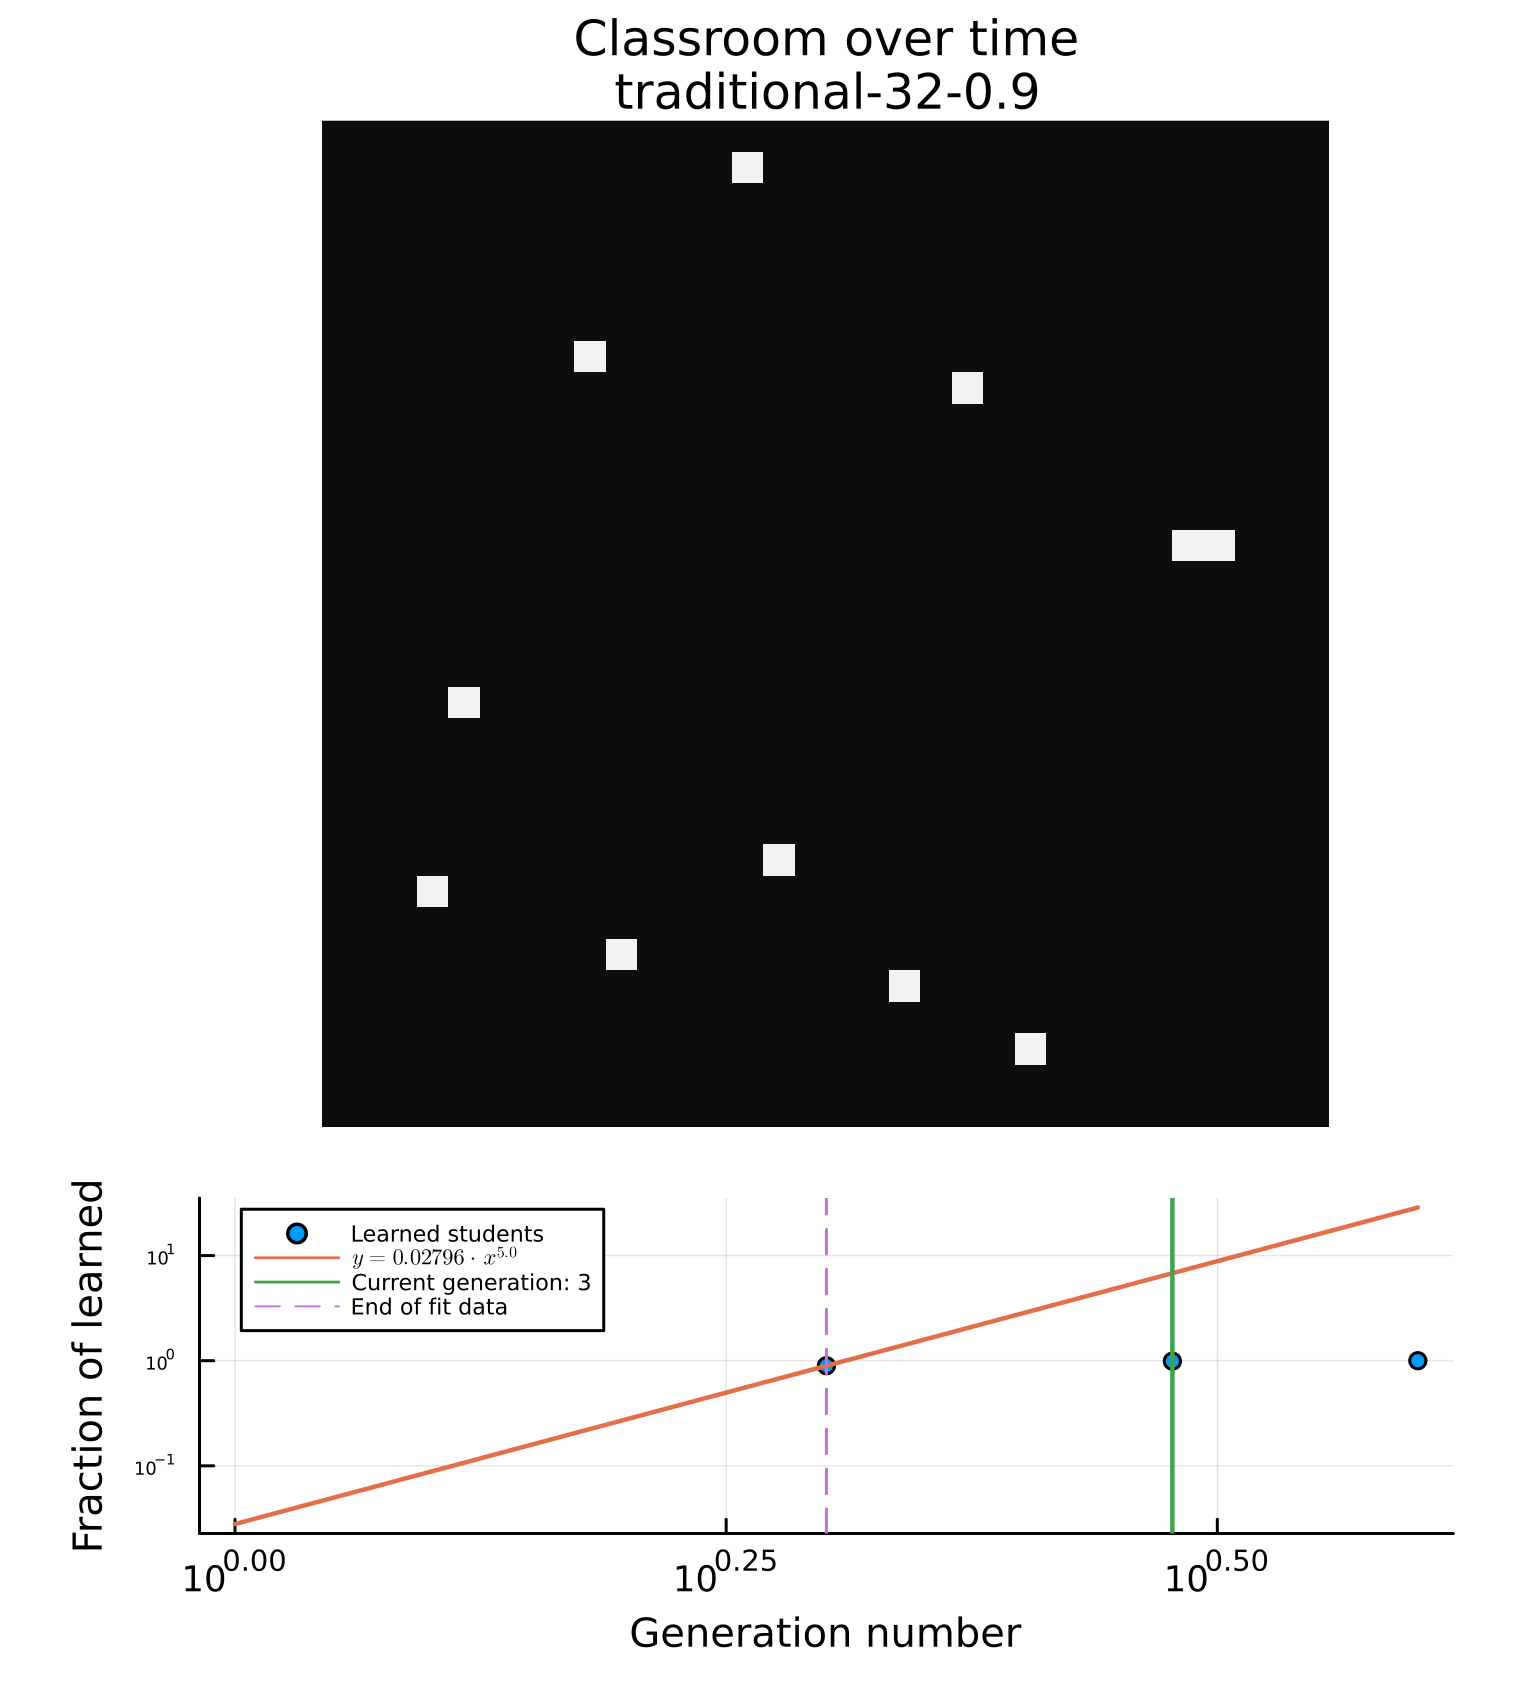 Classroom over time
traditional-32-0.9
Fraction of learned
10^1
10^0
10^−1
Learned students
y = 0.02796 · x^5.0
Current generation: 3
End of fit data
10^0.00
10^0.25
10^0.50
Generation number